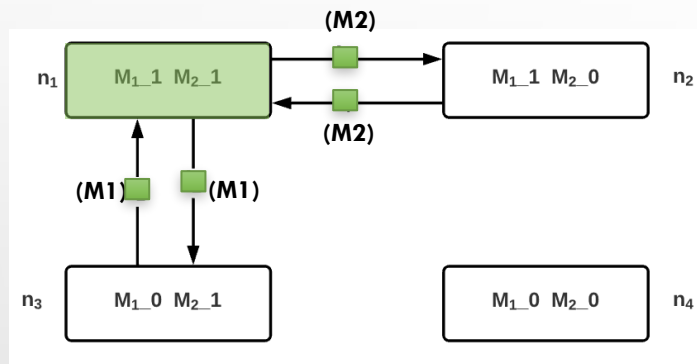 (M2)
n₁ M₁_1 M₂_1
M₁_1 M₂_0 n₂
(M2)
(M1) (M1)
n₃ M₁_0 M₂_1
M₁_0 M₂_0 n₄